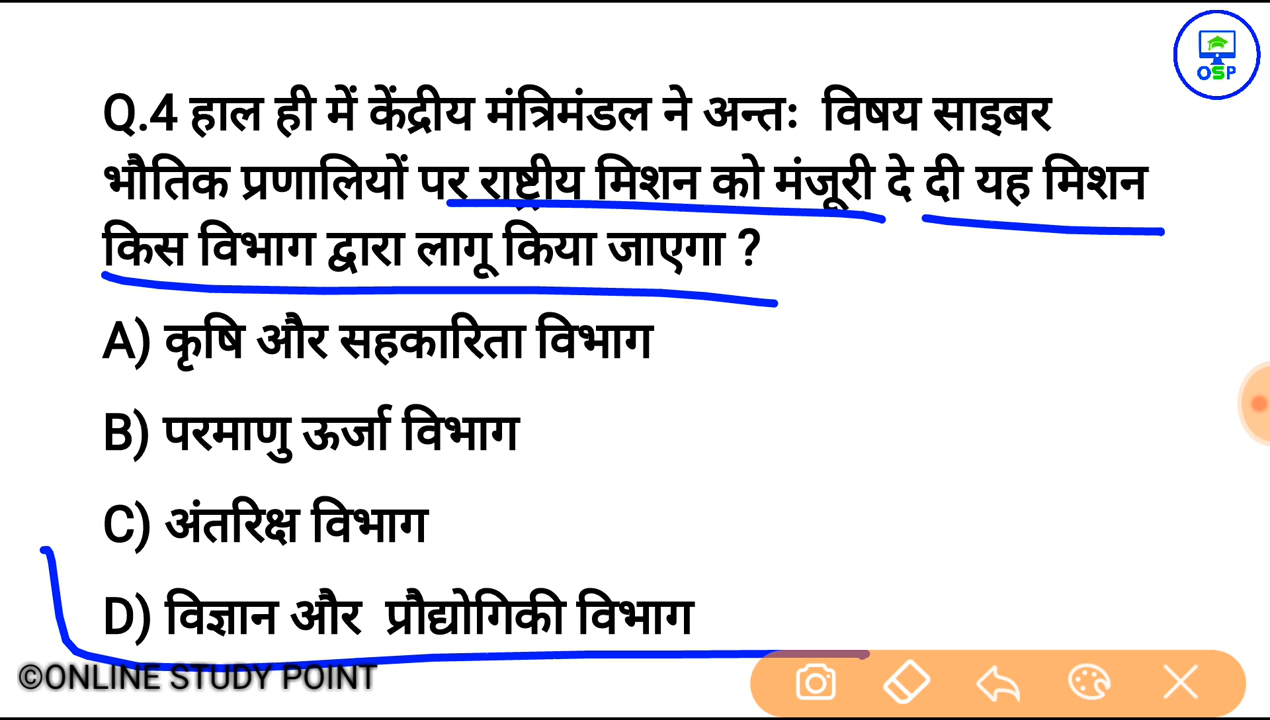 OSP
Q.4 हाल ही में केंद्रीय मंत्रिमंडल ने अन्तः विषय साइबर
भौतिक प्रणालियों पर राष्ट्रीय मिशन को मंजूरी दे दी यह मिशन
किस विभाग द्वारा लागू किया जाएगा ?
A) कृषि और सहकारिता विभाग
B) परमाणु ऊर्जा विभाग
C) अंतरिक्ष विभाग
D) विज्ञान और प्रौद्योगिकी विभाग
©ONLINE STUDY POINT